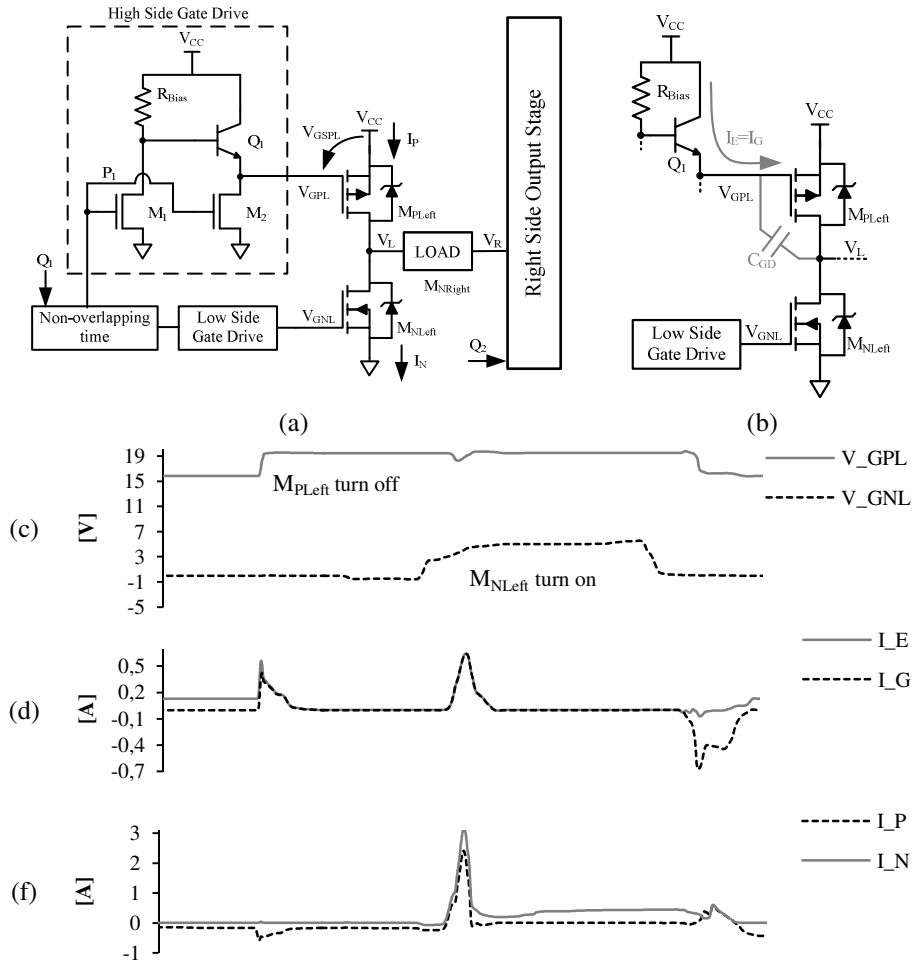 High Side Gate Drive
V_CC
R_Bias
Q_1
P_1
M_1
M_2
V_GSPL
V_CC
I_P
V_GPL
M_PLeft
V_L
LOAD
V_R
M_NRight
Q_1
Non-overlapping
time
Low Side
Gate Drive
V_GNL
M_NLeft
I_N
Q_2
Right Side Output Stage
(a)
V_CC
R_Bias
I_E=I_G
V_CC
Q_1
V_GPL
M_PLeft
C_GD
V_L
Low Side
Gate Drive
V_GNL
M_NLeft
(b)
(c)
[V]
19
15
11
7
3
-1
-5
M_PLeft turn off
M_NLeft turn on
V_GPL
V_GNL
(d)
[A]
0,5
0,2
-0,1
-0,4
-0,7
I_E
I_G
(f)
[A]
3
2
1
0
-1
I_P
I_N